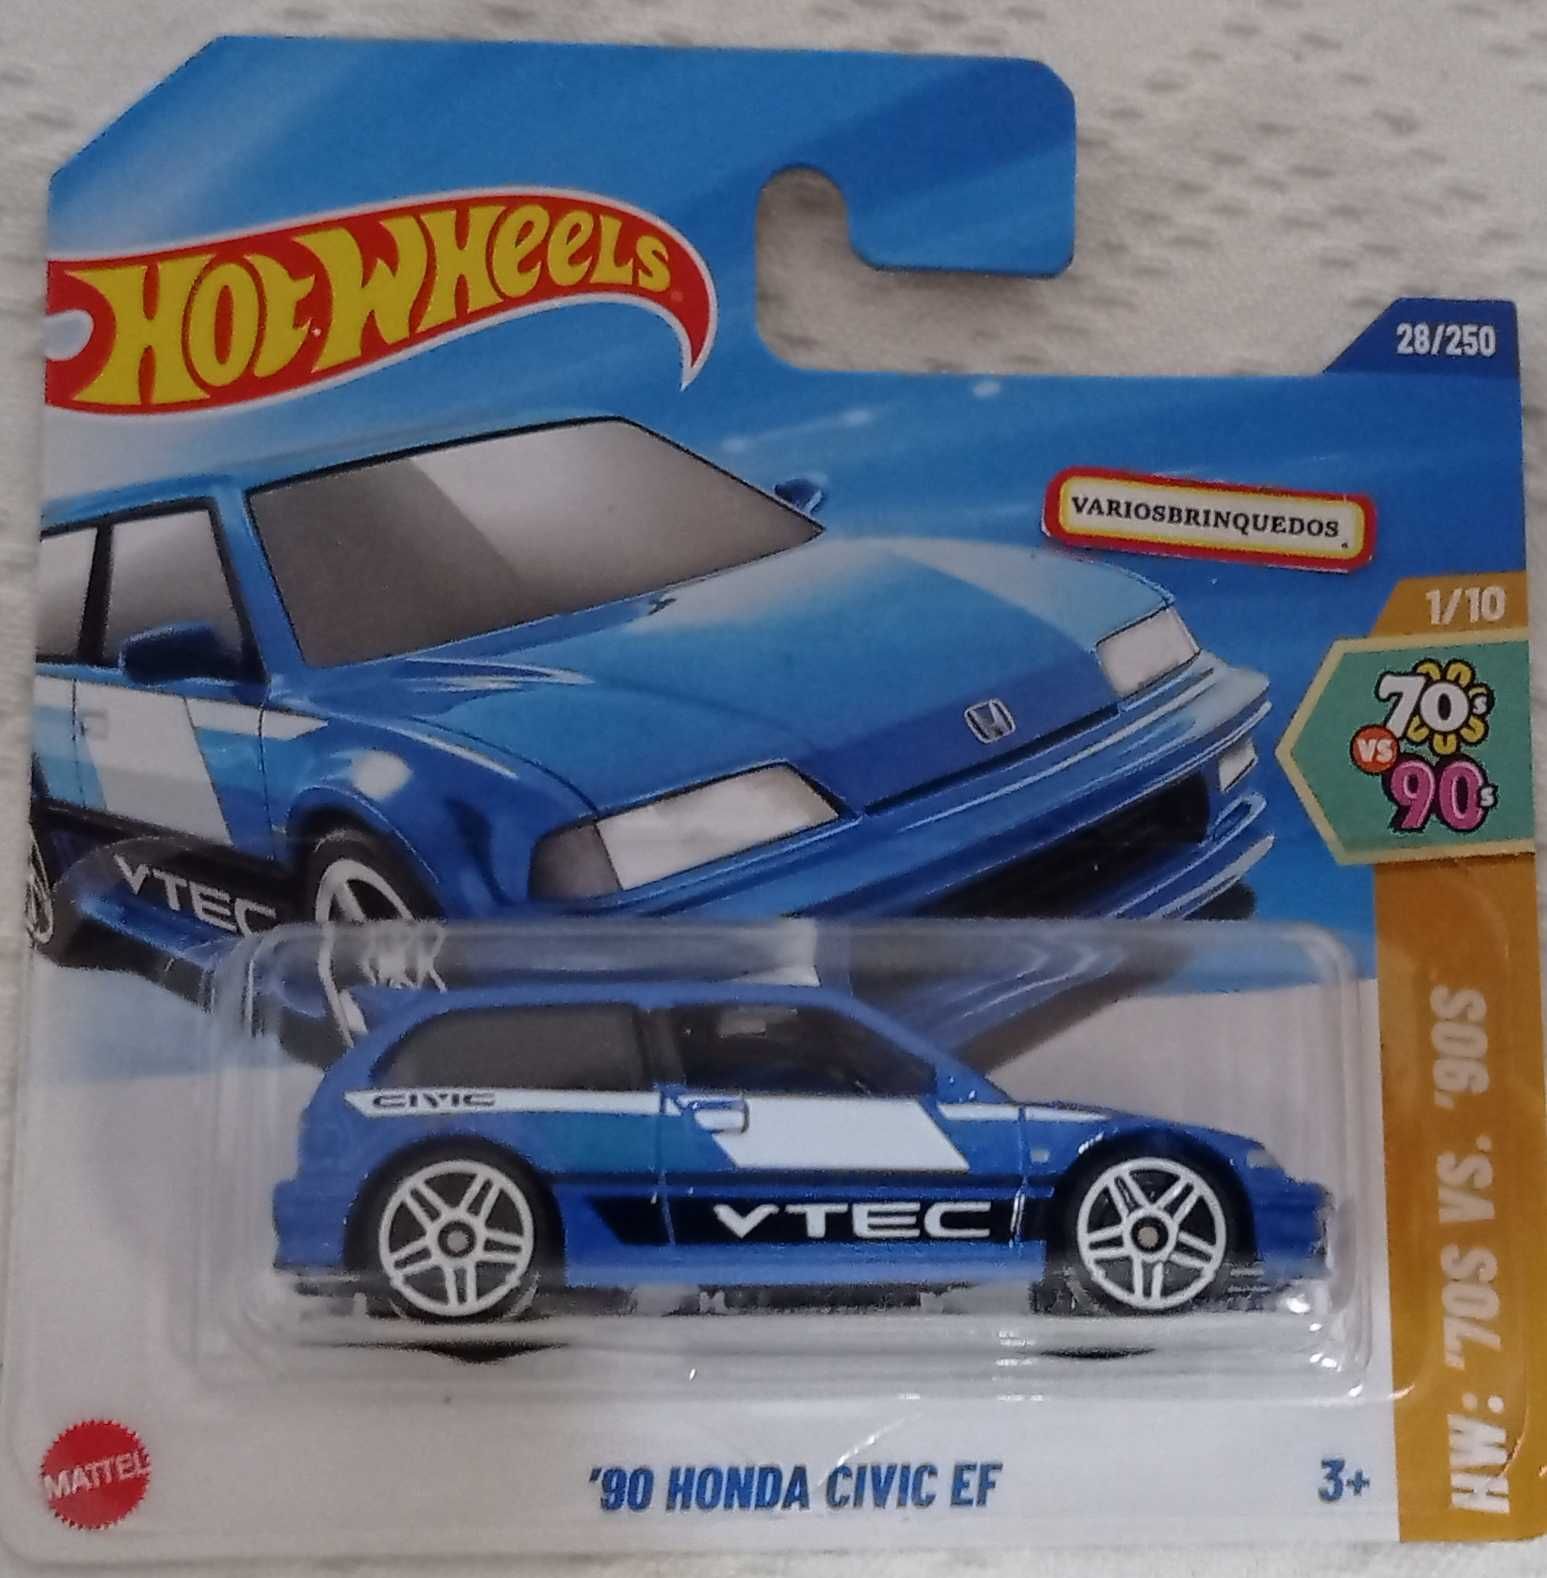 HOT WHEELS
28/250
VARIOSBRINQUEDOS
1/10
70s
VS
90s
VTEC
CIVIC
VTEC
HW: '70S VS. '90S
MATTEL
'90 HONDA CIVIC EF
3+